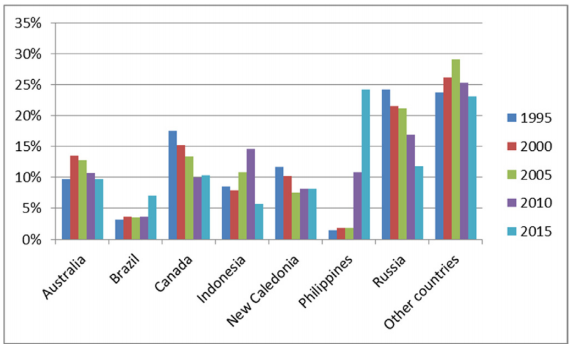 35%
30%
25%
20%
15%
10%
5%
0%
Australia
Brazil
Canada
Indonesia
New Caledonia
Philippines
Russia
Other countries
1995
2000
2005
2010
2015